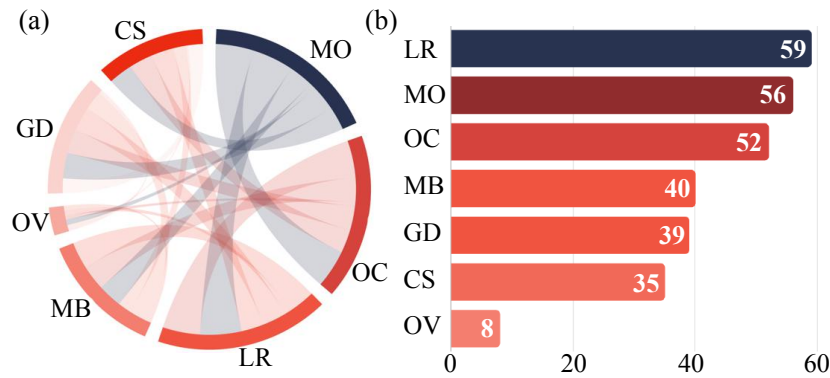 (a)
CS
MO
GD
OV
MB
LR
OC
(b)
LR 59
MO 56
OC 52
MB 40
GD 39
CS 35
OV 8
0 20 40 60